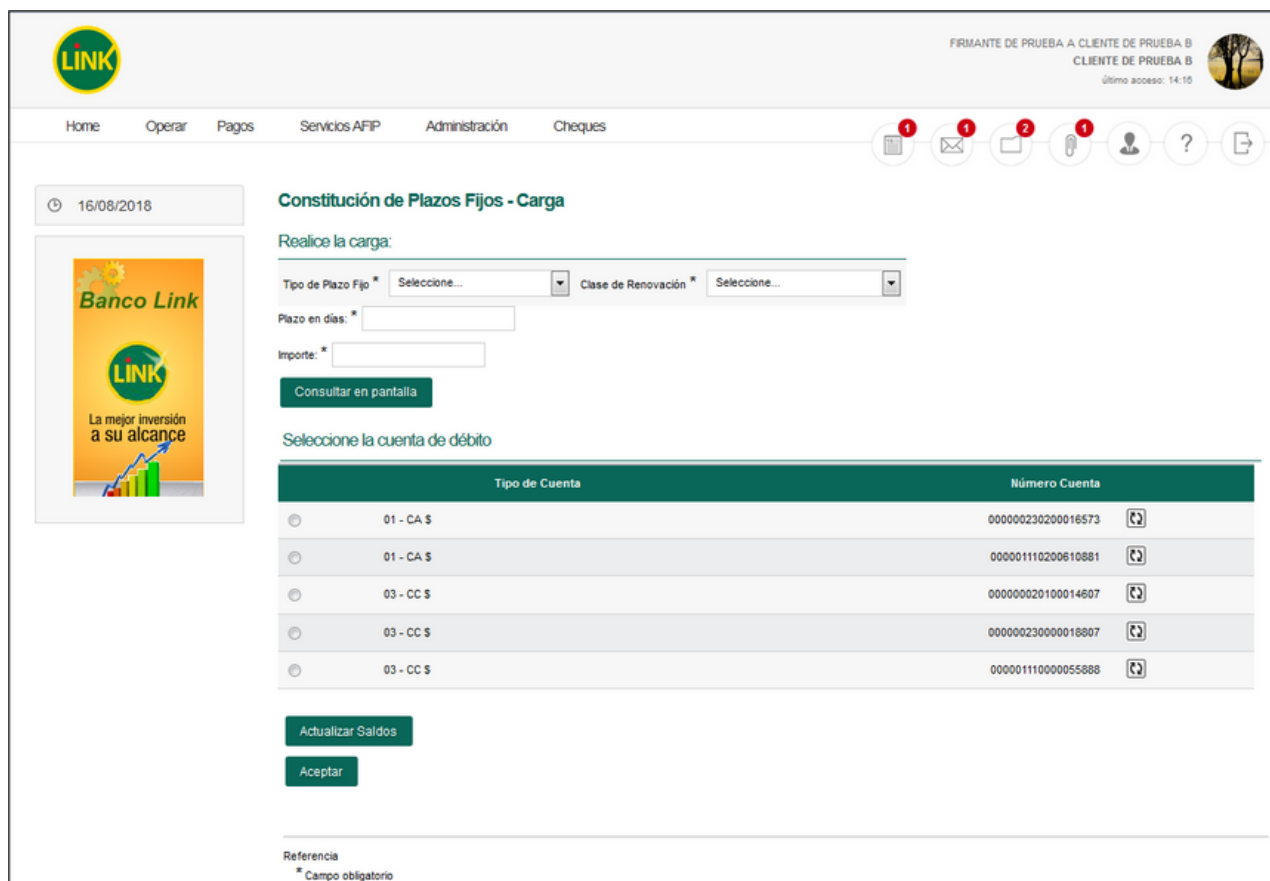 LINK
FIRMANTE DE PRUEBA A CLIENTE DE PRUEBA B
CLIENTE DE PRUEBA B
último acceso: 14:16
Home Operar Pagos Servicios AFIP Administración Cheques
1 1 2 1 ?
16/08/2018
Banco Link
LINK
La mejor inversión
a su alcance
Constitución de Plazos Fijos - Carga
Realice la carga:
Tipo de Plazo Fijo * Seleccione... Clase de Renovación * Seleccione...
Plazo en días: *
Importe: *
Consultar en pantalla
Seleccione la cuenta de débito
Tipo de Cuenta Número Cuenta
01 - CA $ 000000230200016573
01 - CA $ 000001110200610881
03 - CC $ 000000020100014607
03 - CC $ 000000230000018807
03 - CC $ 000001110000055888
Actualizar Saldos
Aceptar
Referencia
* Campo obligatorio